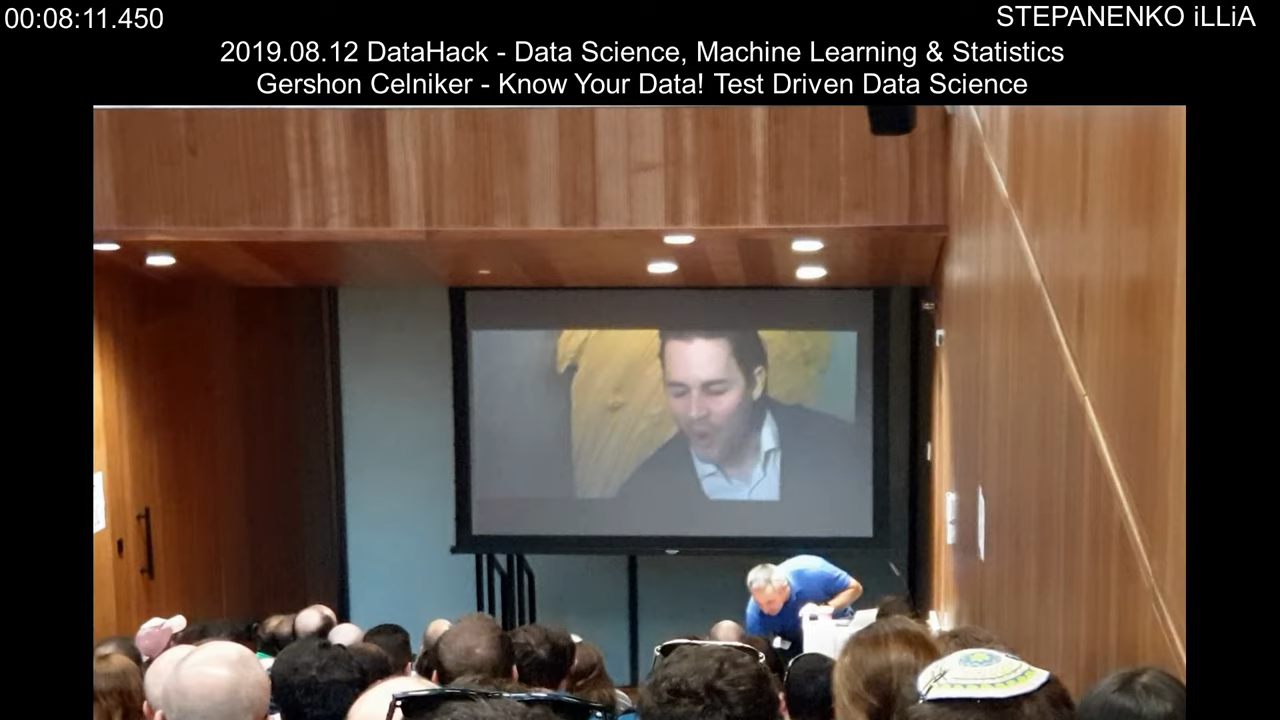 00:08:11.450
STEPANENKO iLLiA
2019.08.12 DataHack - Data Science, Machine Learning & Statistics
Gershon Celniker - Know Your Data! Test Driven Data Science